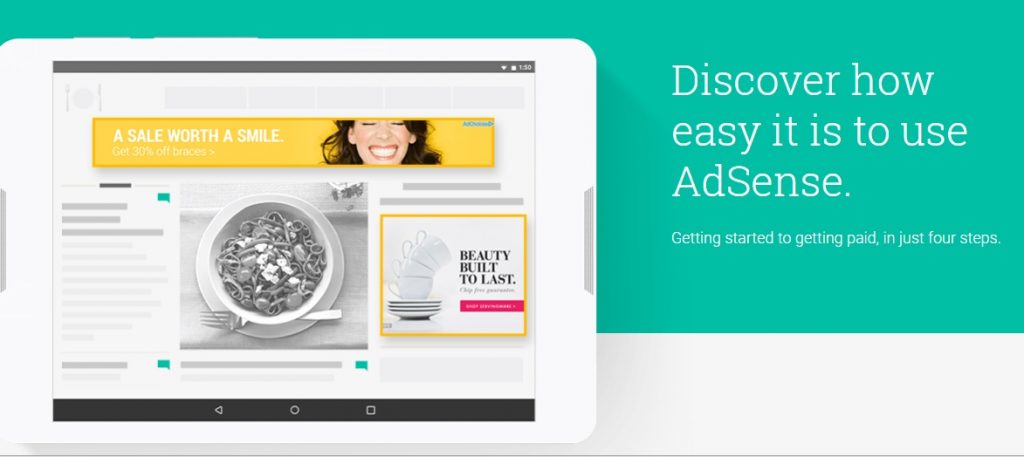 1:50
A SALE WORTH A SMILE.
Get 30% off braces >
AdChoices
BEAUTY
BUILT
TO LAST.
Chip free guarantee.
SHOP SERVINGWARE >
Discover how
easy it is to use
AdSense.
Getting started to getting paid, in just four steps.